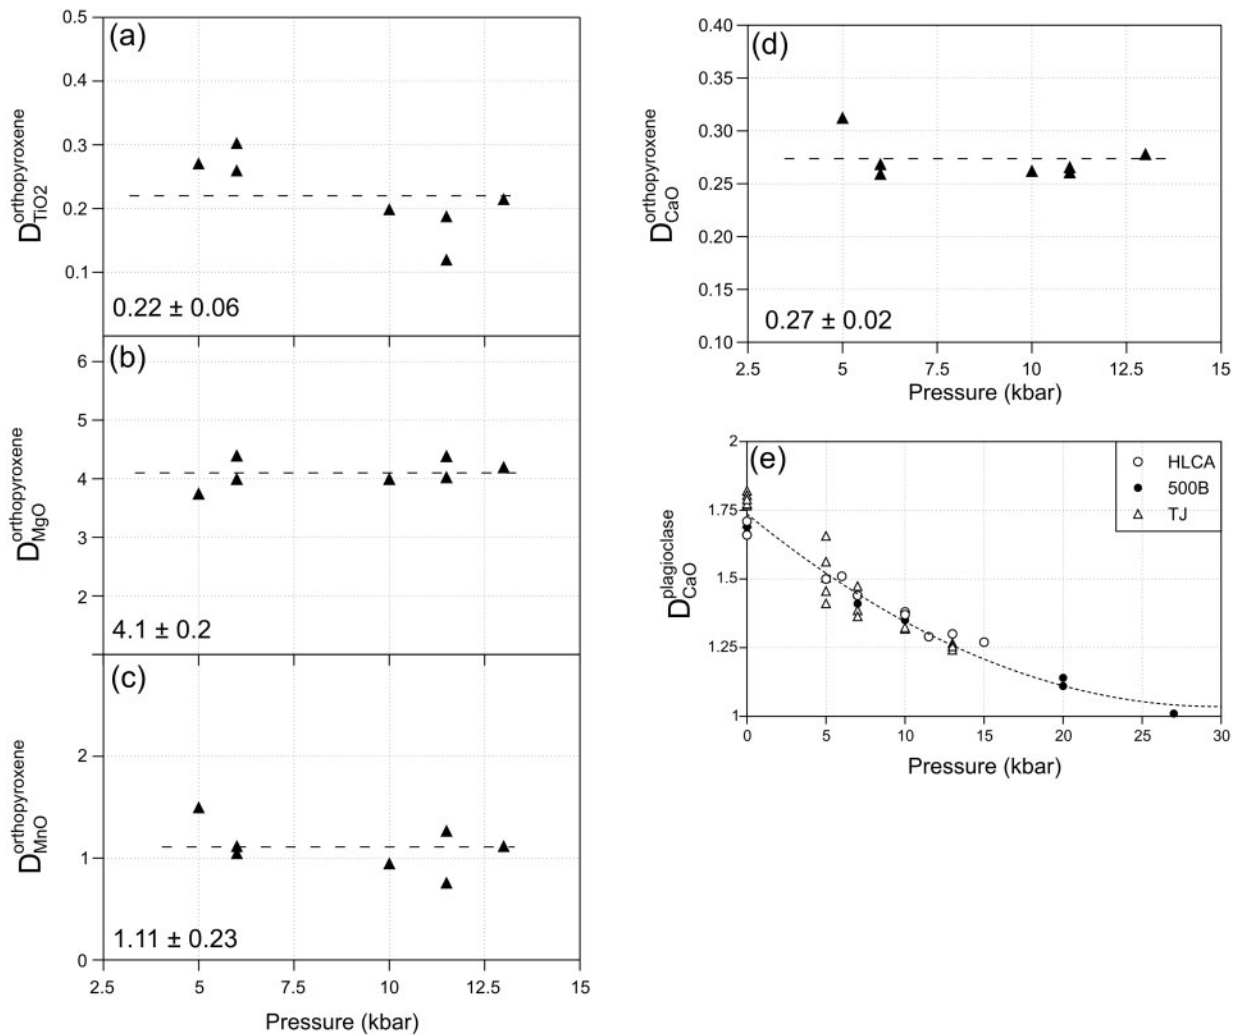 (a)
0.5
0.4
0.3
0.2
0.1
D orthopyroxene TiO2
0.22 ± 0.06
(b)
6
5
4
3
2
D orthopyroxene MgO
4.1 ± 0.2
(c)
2
1
0
D orthopyroxene MnO
1.11 ± 0.23
2.5 5 7.5 10 12.5 15
Pressure (kbar)
(d)
0.40
0.35
0.30
0.25
0.20
0.15
0.10
D orthopyroxene CaO
0.27 ± 0.02
2.5 5 7.5 10 12.5 15
Pressure (kbar)
(e)
HLCA
500B
TJ
2
1.75
1.5
1.25
1
D plagioclase CaO
0 5 10 15 20 25 30
Pressure (kbar)